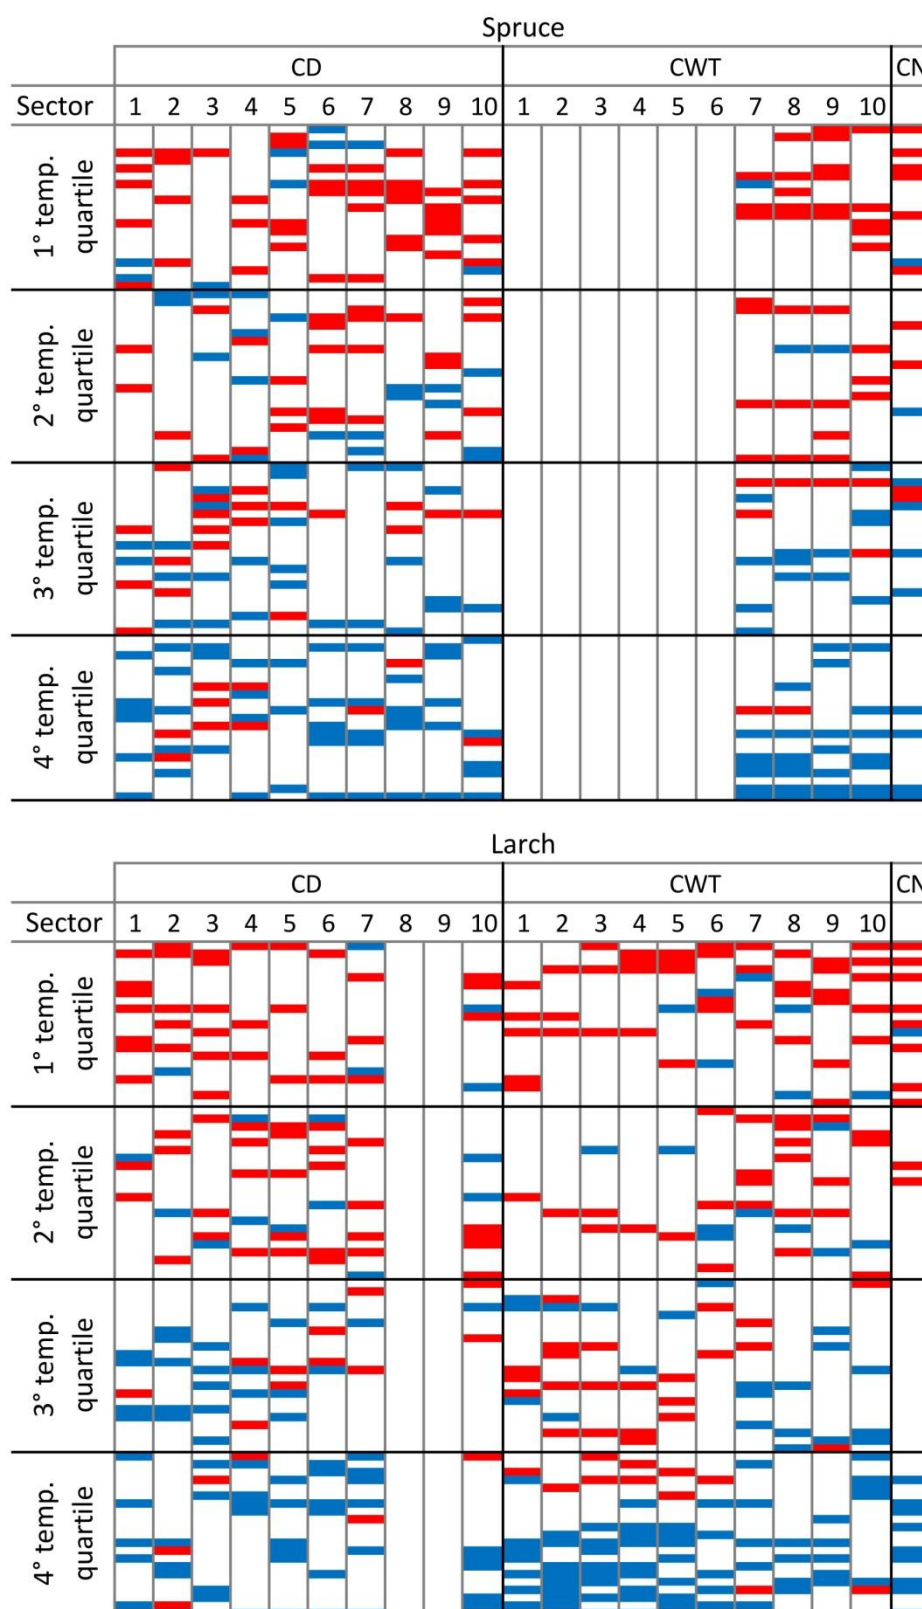 Spruce
CD CWT CN
Sector 1 2 3 4 5 6 7 8 9 10 1 2 3 4 5 6 7 8 9 10
1° temp.
quartile
2° temp.
quartile
3° temp.
quartile
4° temp.
quartile
Larch
CD CWT CN
Sector 1 2 3 4 5 6 7 8 9 10 1 2 3 4 5 6 7 8 9 10
1° temp.
quartile
2° temp.
quartile
3° temp.
quartile
4° temp.
quartile